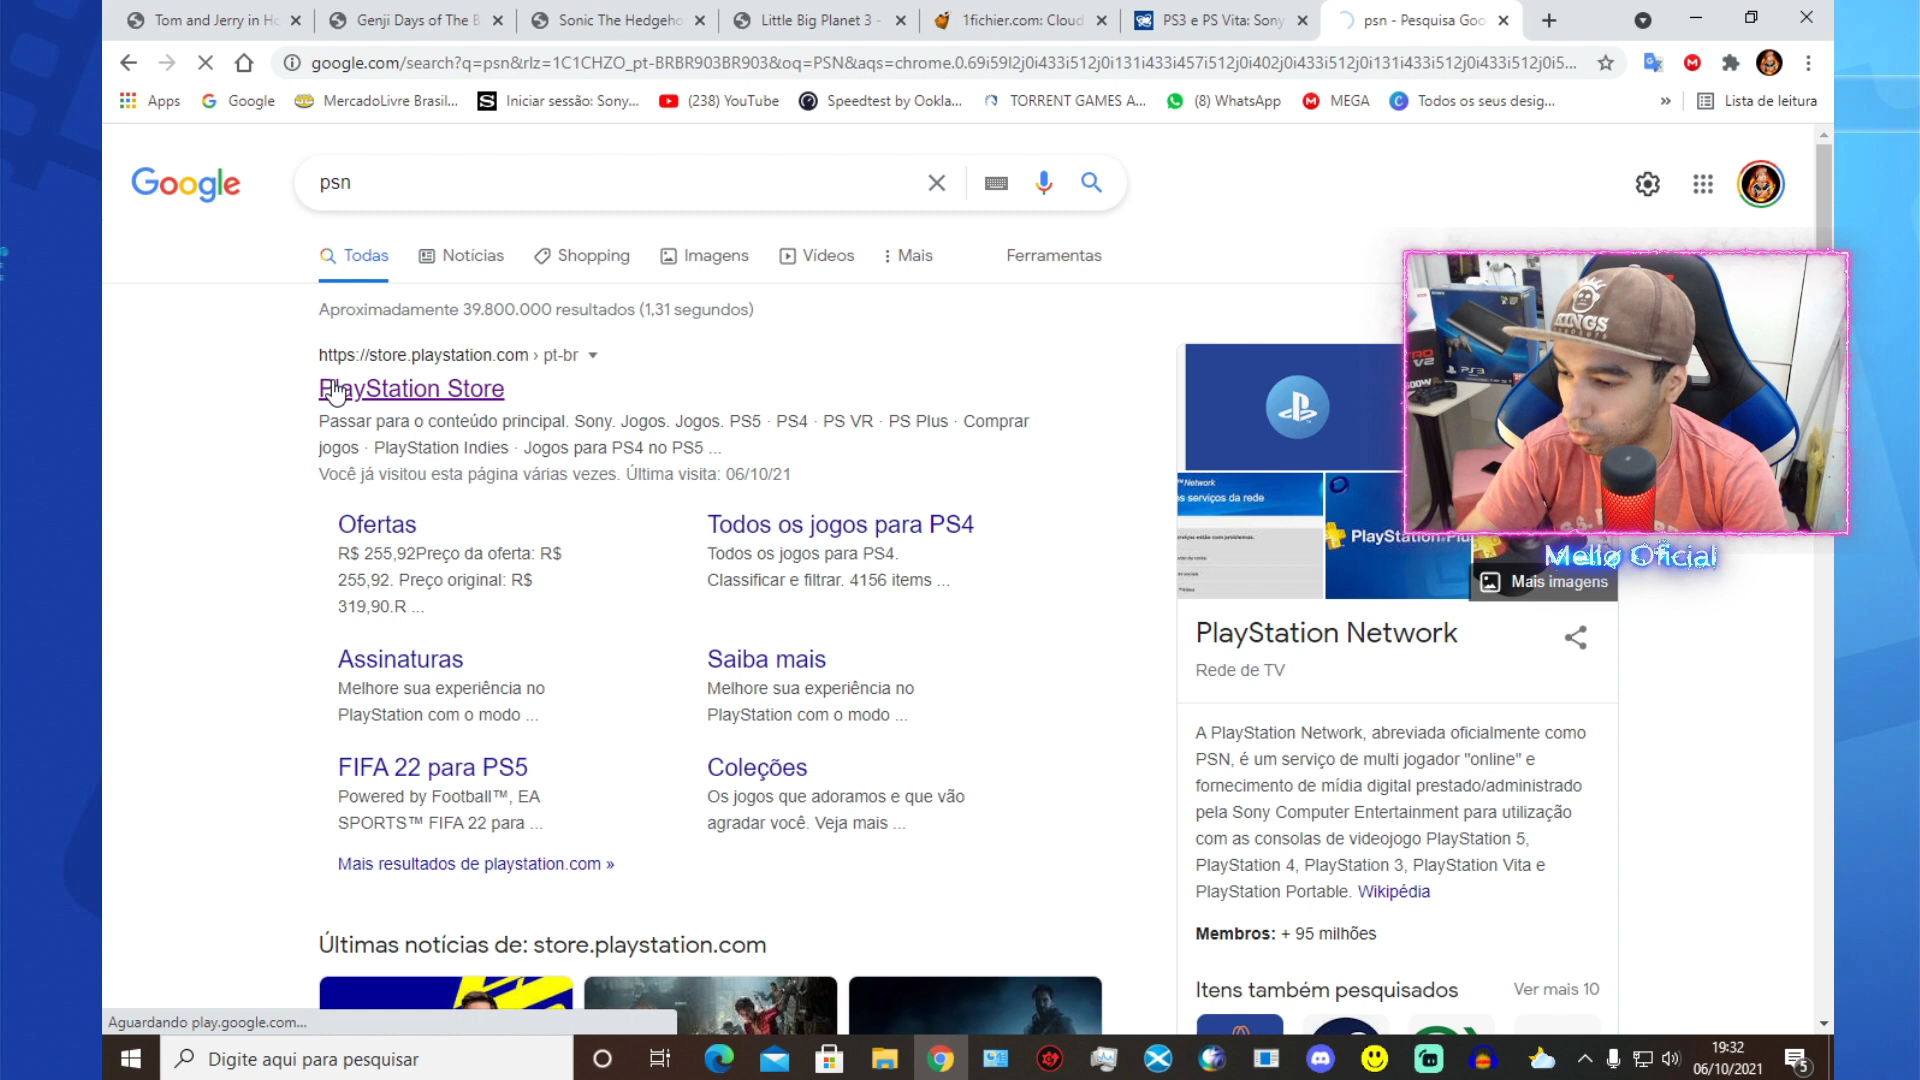 Tom and Jerry in Ho
Genji Days of The B
Sonic The Hedgeho
Little Big Planet 3 -
1fichier.com: Cloud
PS3 e PS Vita: Sony
psn - Pesquisa Goo
google.com/search?q=psn&rlz=1C1CHZO_pt-BRBR903BR903&oq=PSN&aqs=chrome.0.69i59l2j0i433i512j0i131i433i457i512j0i402j0i512j0i131i433i512j0i433i512j0i5...
Apps
Google
MercadoLivre Brasil...
Iniciar sessão: Sony...
(238) YouTube
Speedtest by Ookla...
TORRENT GAMES A...
(8) WhatsApp
MEGA
Todos os seus desig...
»
Lista de leitura
Google
psn
Todas
Notícias
Shopping
Imagens
Vídeos
Mais
Ferramentas
Aproximadamente 39.800.000 resultados (1,31 segundos)
https://store.playstation.com › pt-br
PlayStation Store
Passar para o conteúdo principal. Sony. Jogos. Jogos. PS5 · PS4 · PS VR · PS Plus · Comprar
jogos · PlayStation Indies · Jogos para PS4 no PS5 ...
Você já visitou esta página várias vezes. Última visita: 06/10/21
Ofertas
R$ 255,92Preço da oferta: R$
255,92. Preço original: R$
319,90.R ...
Todos os jogos para PS4
Todos os jogos para PS4.
Classificar e filtrar. 4156 items ...
Assinaturas
Melhore sua experiência no
PlayStation com o modo ...
Saiba mais
Melhore sua experiência no
PlayStation com o modo ...
FIFA 22 para PS5
Powered by Football™, EA
SPORTS™ FIFA 22 para ...
Coleções
Os jogos que adoramos e que vão
agradar você. Veja mais ...
Mais resultados de playstation.com »
Últimas notícias de: store.playstation.com
KINGS
PS3
V2
™Network
os serviços da rede
PlayStation
Mello Oficial
Mais imagens
PlayStation Network
Rede de TV
A PlayStation Network, abreviada oficialmente como
PSN, é um serviço de multi jogador "online" e
fornecimento de mídia digital prestado/administrado
pela Sony Computer Entertainment para utilização
com as consolas de videojogo PlayStation 5,
PlayStation 4, PlayStation 3, PlayStation Vita e
PlayStation Portable. Wikipédia
Membros: + 95 milhões
Itens também pesquisados
Ver mais 10
Aguardando play.google.com...
Digite aqui para pesquisar
19:32
06/10/2021
5